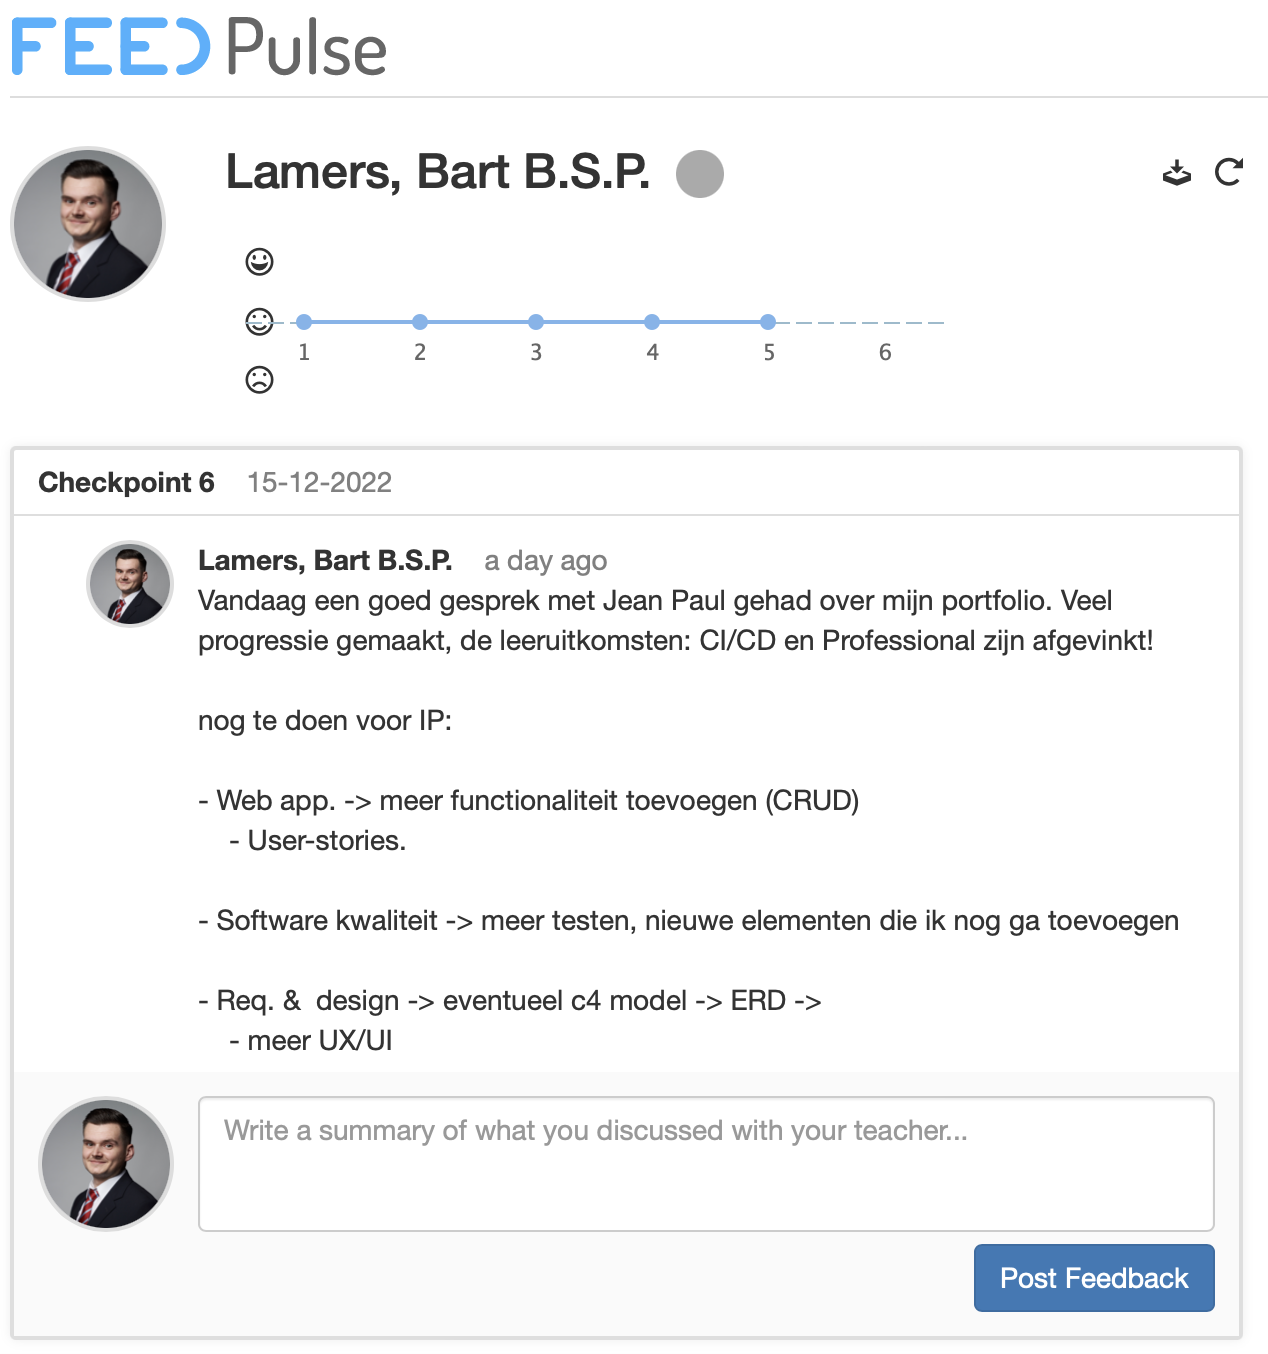 FEED Pulse
Lamers, Bart B.S.P.
1 2 3 4 5 6
Checkpoint 6 15-12-2022
Lamers, Bart B.S.P. a day ago
Vandaag een goed gesprek met Jean Paul gehad over mijn portfolio. Veel
progressie gemaakt, de leeruitkomsten: CI/CD en Professional zijn afgevinkt!
nog te doen voor IP:
- Web app. -> meer functionaliteit toevoegen (CRUD)
- User-stories.
- Software kwaliteit -> meer testen, nieuwe elementen die ik nog ga toevoegen
- Req. &  design -> eventueel c4 model -> ERD ->
- meer UX/UI
Write a summary of what you discussed with your teacher...
Post Feedback